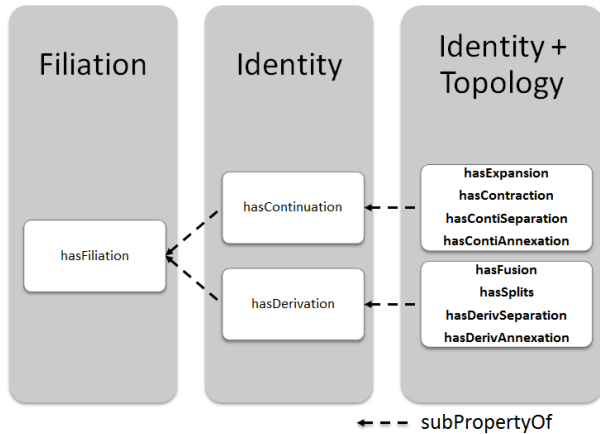 Filiation
Identity
Identity +
Topology
hasFiliation
hasContinuation
hasDerivation
hasExpansion
hasContraction
hasContiSeparation
hasContiAnnexation
hasFusion
hasSplits
hasDerivSeparation
hasDerivAnnexation
subPropertyOf